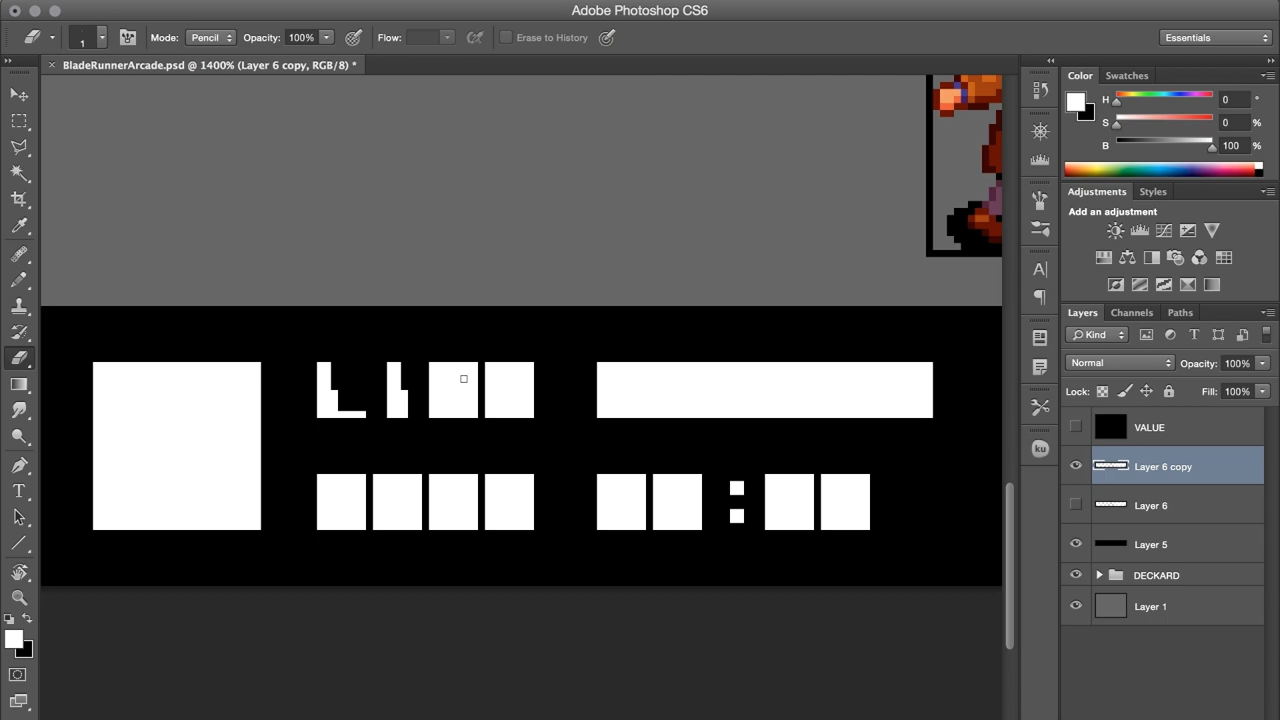 Adobe Photoshop CS6
1
Mode: Pencil Opacity: 100% Flow: Erase to History Essentials
× BladeRunnerArcade.psd @ 1400% (Layer 6 copy, RGB/8) *
Color Swatches
H 0 °
S 0 %
B 100 %
Adjustments Styles
Add an adjustment
Layers Channels Paths
Kind
Normal Opacity: 100%
Lock: Fill: 100%
VALUE
Layer 6 copy
Layer 6
Layer 5
DECKARD
Layer 1
A
ku
T